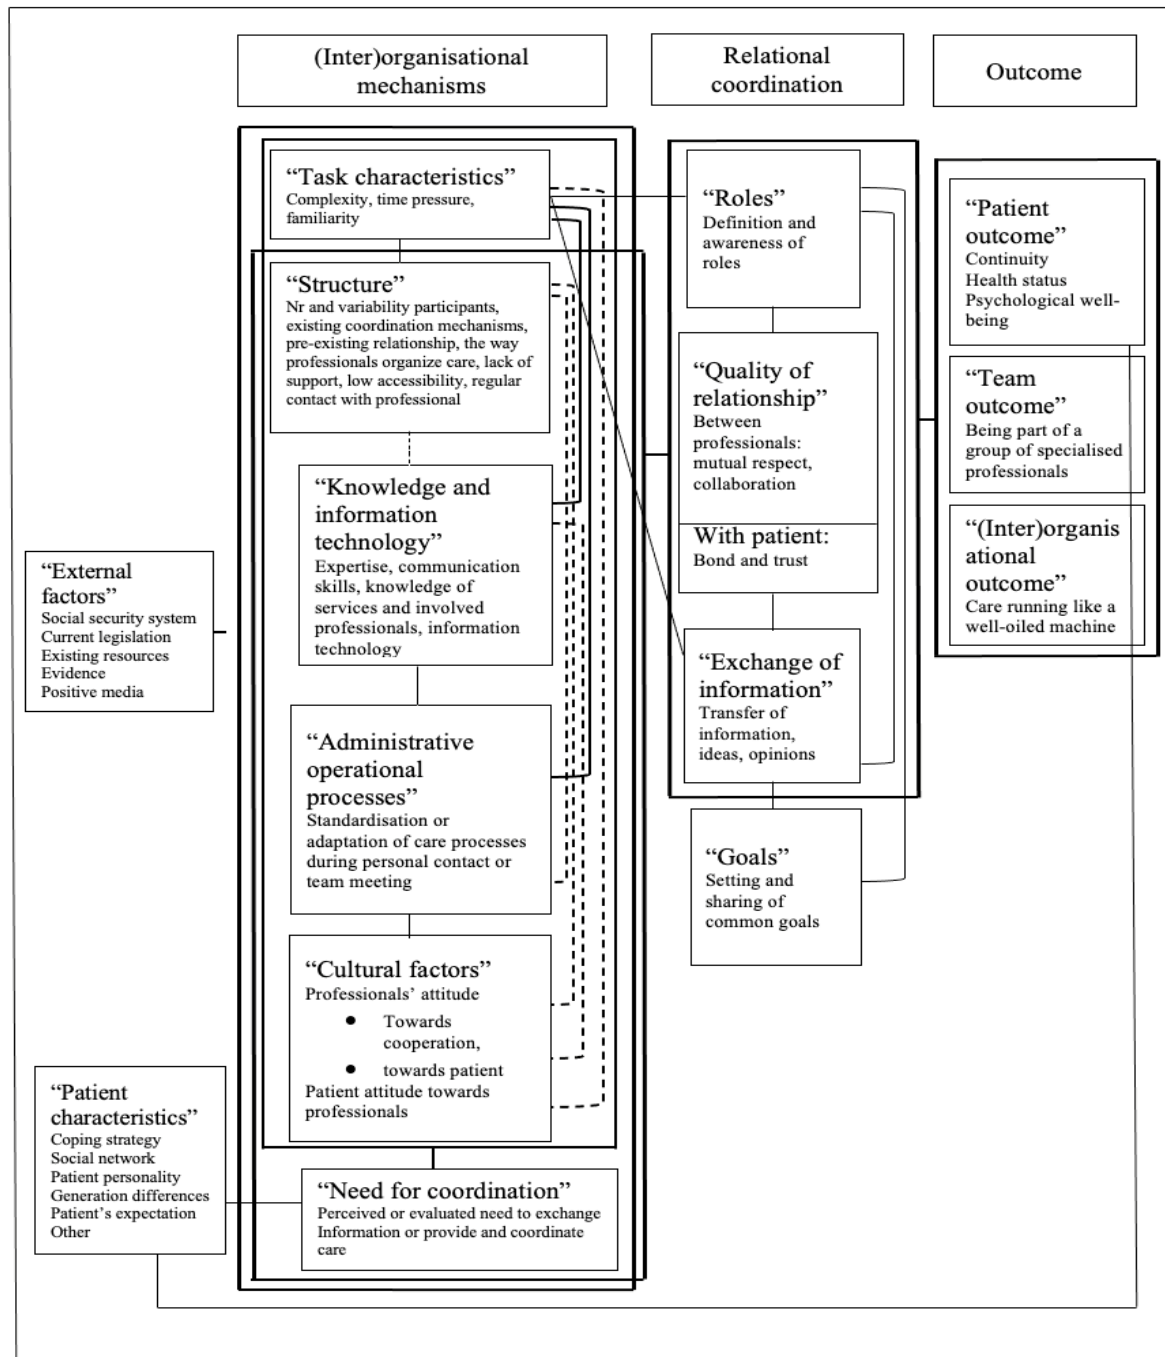 (Inter)organisational
mechanisms
Relational
coordination
Outcome
“Task characteristics”
Complexity, time pressure,
familiarity
“Structure”
Nr and variability participants,
existing coordination mechanisms,
pre-existing relationship, the way
professionals organize care, lack of
support, low accessibility, regular
contact with professional
“Knowledge and
information
technology”
Expertise, communication
skills, knowledge of
services and involved
professionals, information
technology
“Administrative
operational
processes”
Standardisation or
adaptation of care processes
during personal contact or
team meeting
“Cultural factors”
Professionals’ attitude
● Towards
cooperation,
● towards patient
Patient attitude towards
professionals
“Need for coordination”
Perceived or evaluated need to exchange
Information or provide and coordinate
care
“External
factors”
Social security system
Current legislation
Existing resources
Evidence
Positive media
“Patient
characteristics”
Coping strategy
Social network
Patient personality
Generation differences
Patient’s expectation
Other
“Roles”
Definition and
awareness of
roles
“Quality of
relationship”
Between
professionals:
mutual respect,
collaboration
With patient:
Bond and trust
“Exchange of
information”
Transfer of
information,
ideas, opinions
“Goals”
Setting and
sharing of
common goals
“Patient
outcome”
Continuity
Health status
Psychological well-
being
“Team
outcome”
Being part of a
group of specialised
professionals
“(Inter)organis
ational
outcome”
Care running like a
well-oiled machine